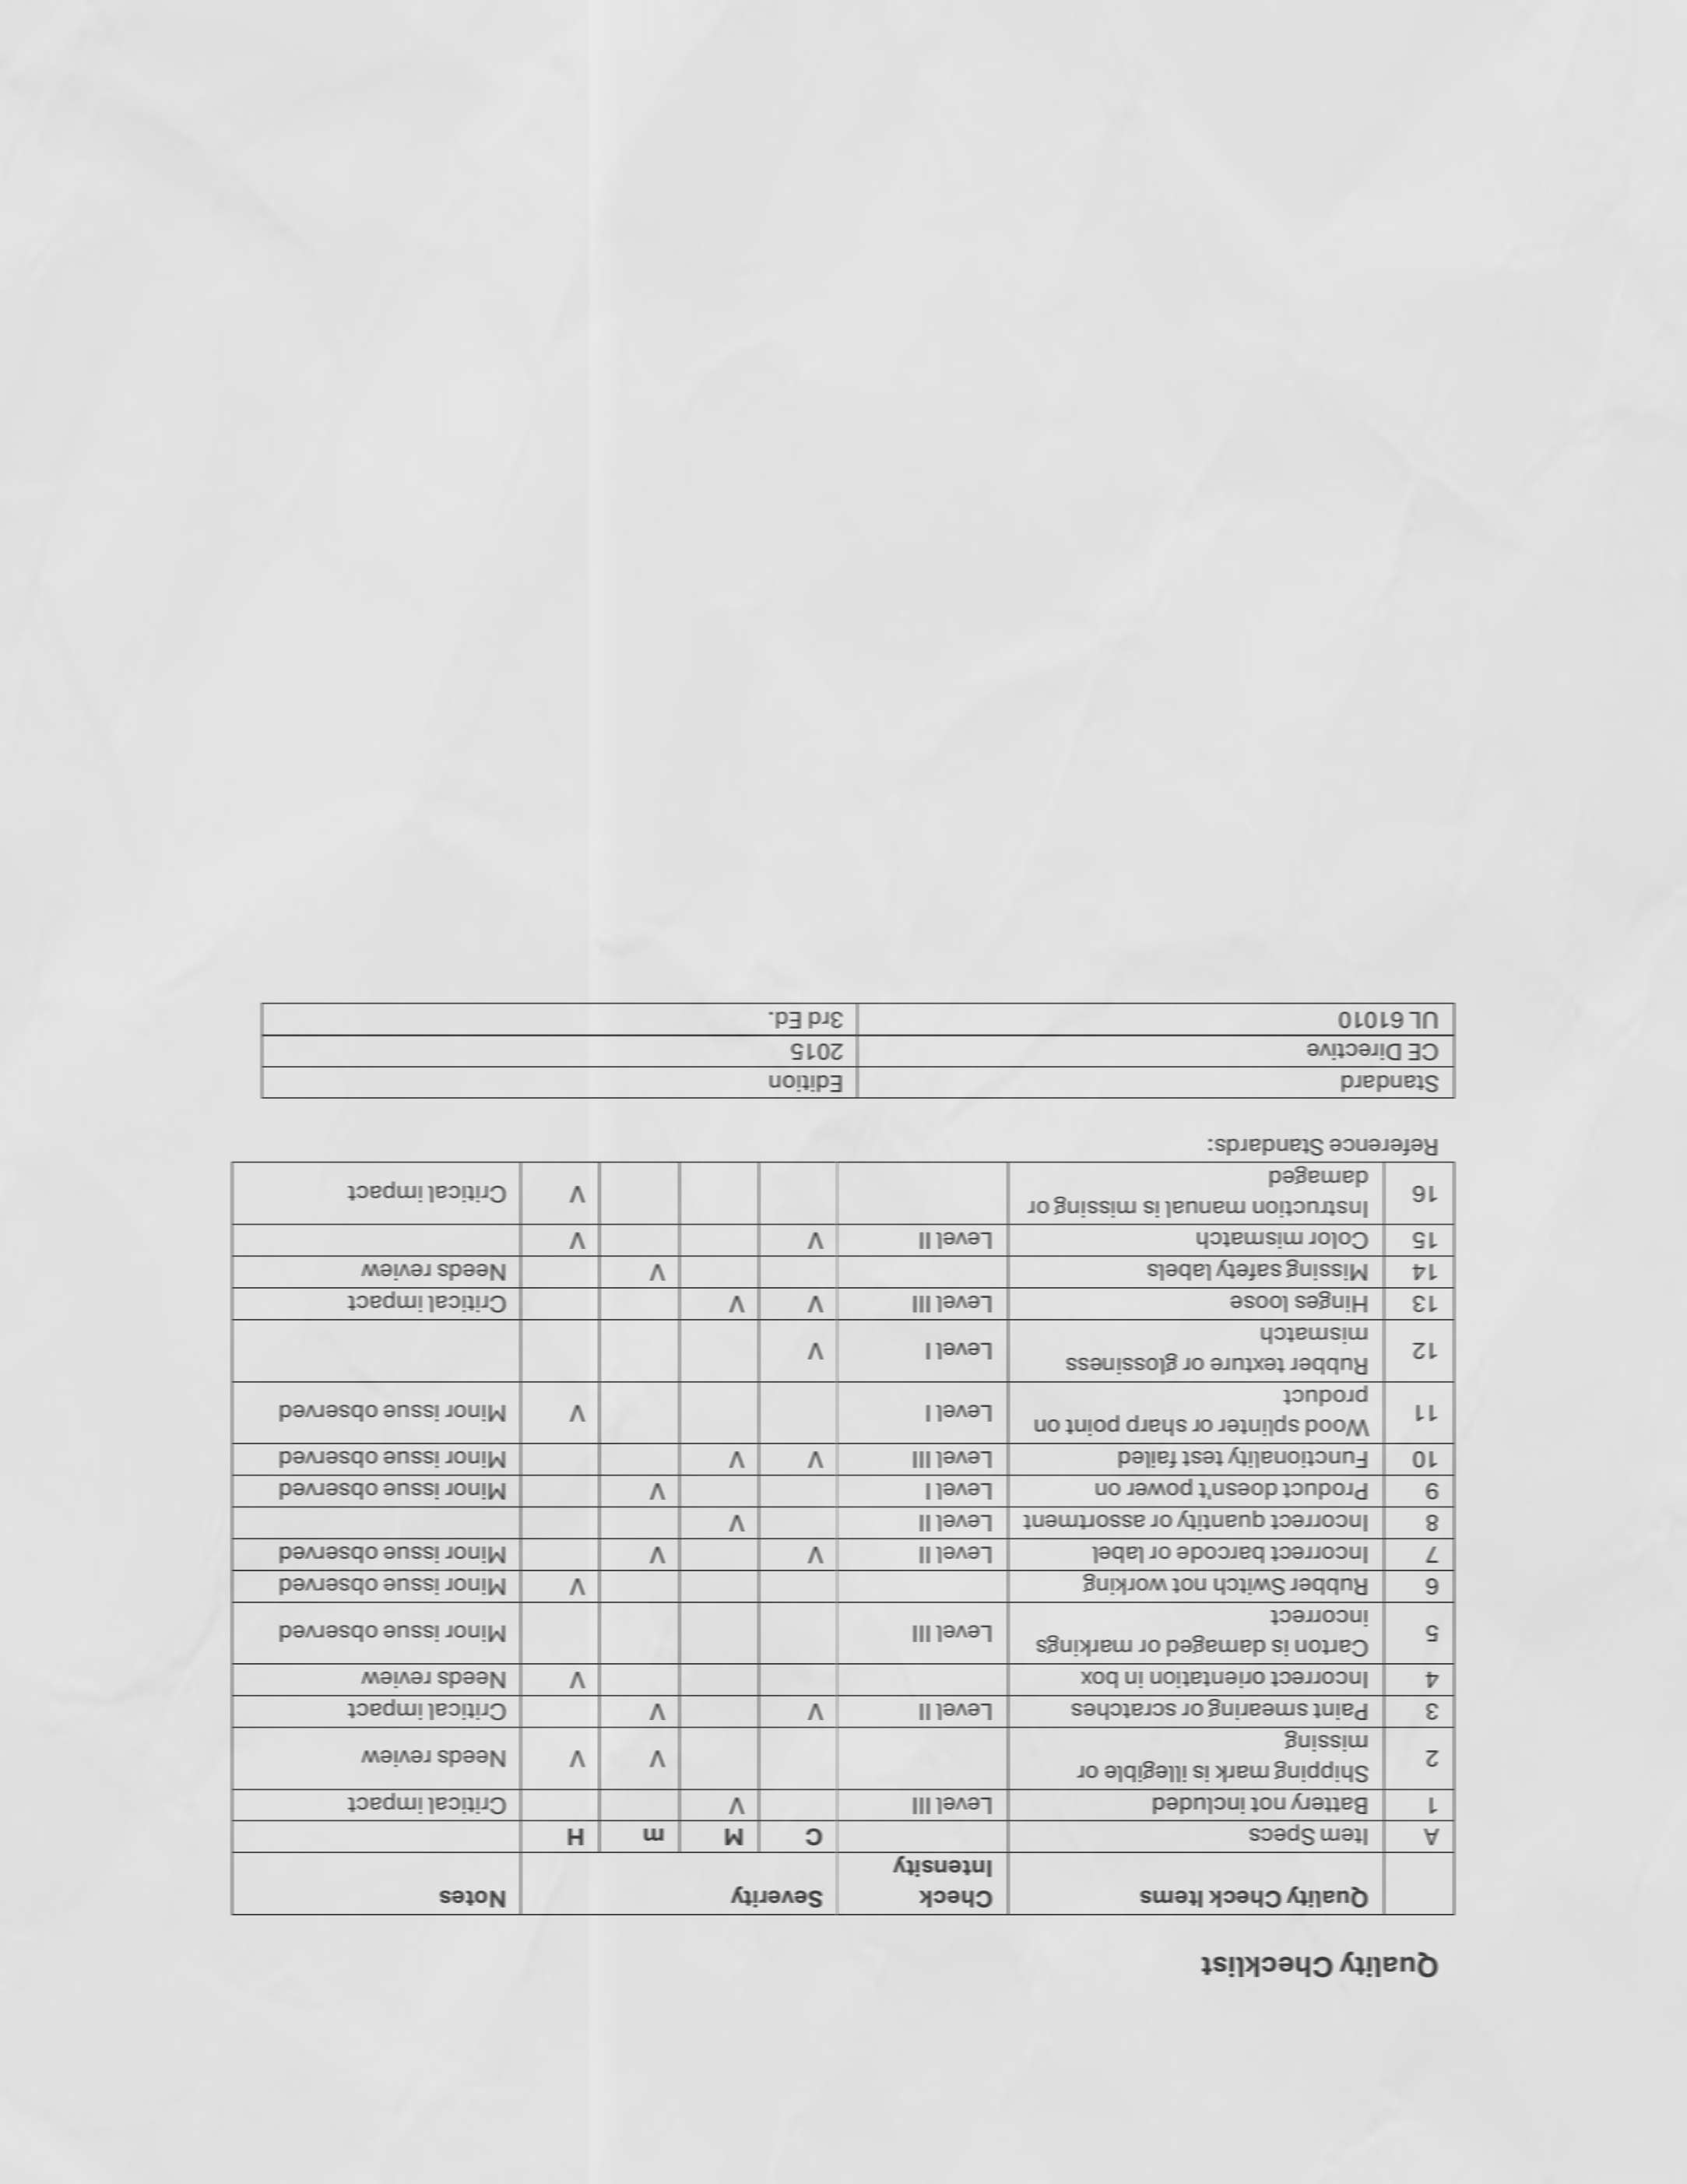 Quality Checklist
Quality Check Items Check Intensity Severity Notes
A Item Specs C M m H
1 Battery not included Level III V Critical impact
2 Shipping mark is illegible or missing V V Needs review
3 Paint smearing or scratches Level II V V Critical impact
4 Incorrect orientation in box V Needs review
5 Carton is damaged or markings incorrect Level III Minor issue observed
6 Rubber Switch not working V Minor issue observed
7 Incorrect barcode or label Level II V V Minor issue observed
8 Incorrect quantity or assortment Level II V
9 Product doesn't power on Level I V Minor issue observed
10 Functionality test failed Level III V V Minor issue observed
11 Wood splinter or sharp point on product Level I V Minor issue observed
12 Rubber texture or glossiness mismatch Level I V
13 Hinges loose Level III V V Critical impact
14 Missing safety labels V Needs review
15 Color mismatch Level II V V
16 Instruction manual is missing or damaged V Critical impact
Reference Standards:
Standard Edition
CE Directive 2015
UL 61010 3rd Ed.